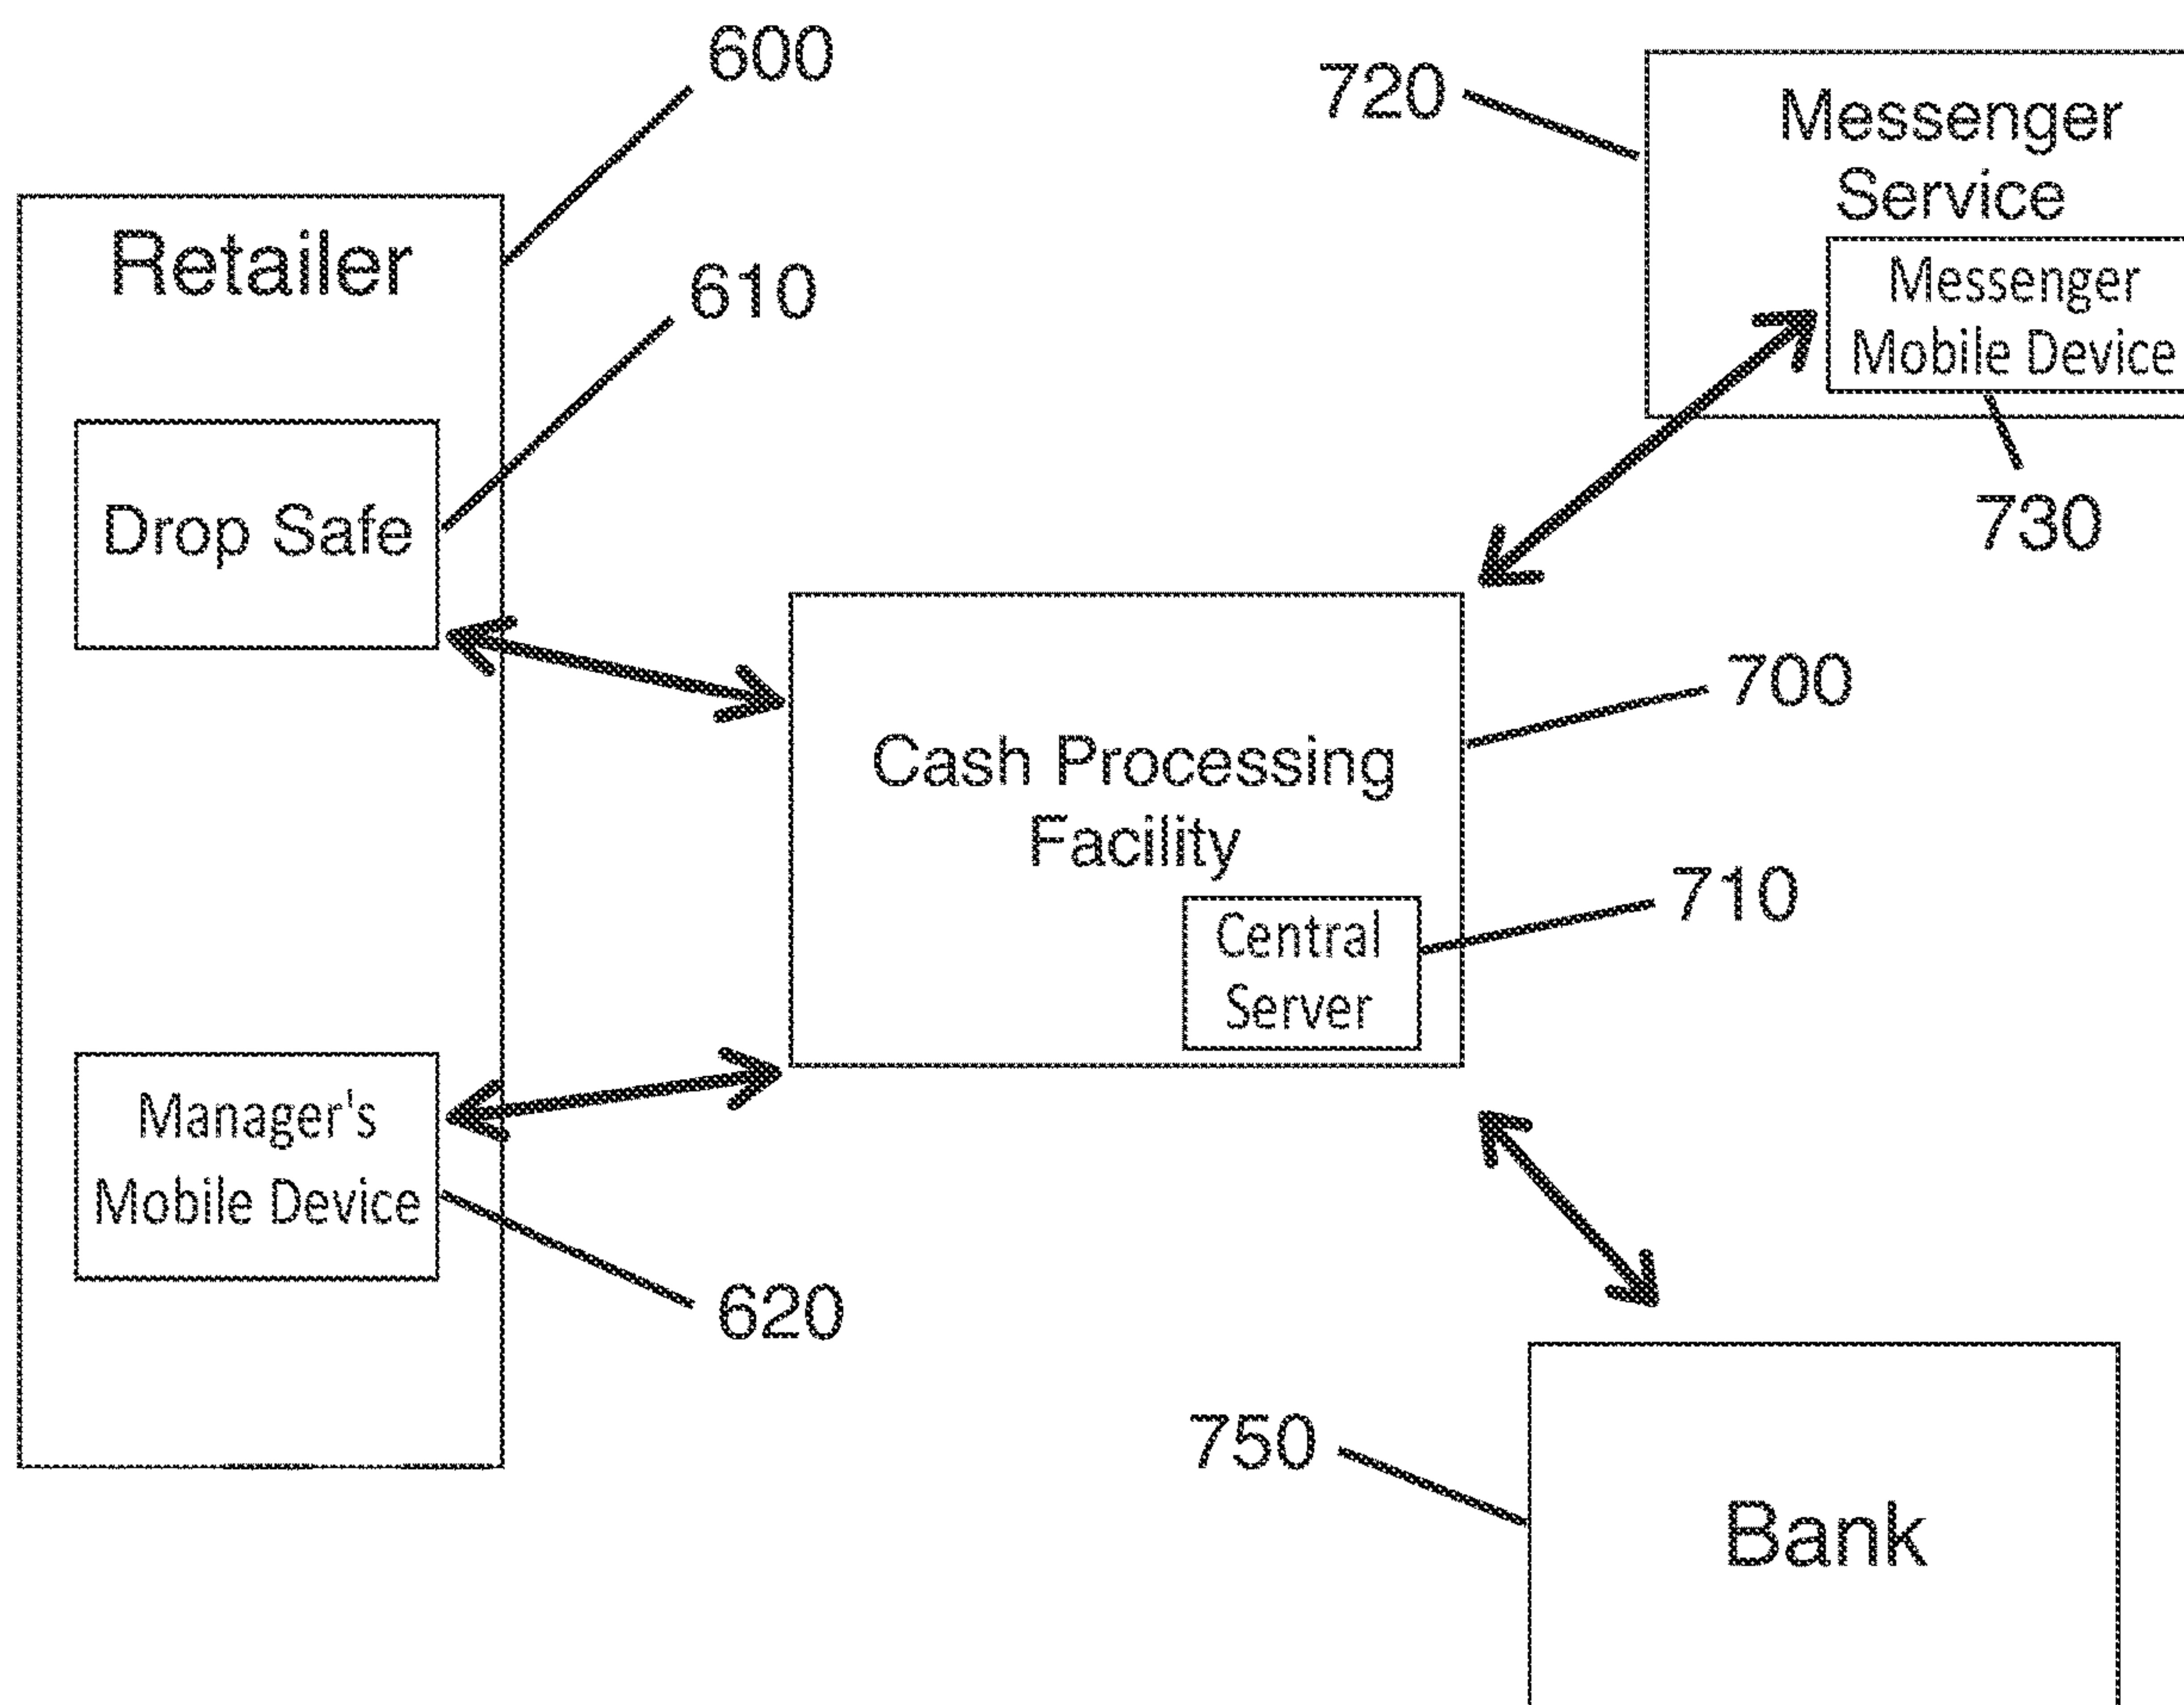 600
720
Messenger
Service
Retailer
610
Messenger
Mobile Device
Drop Safe
730
700
Cash Processing
Facility
710
Central
Server
Manager's
Mobile Device
620
750
Bank